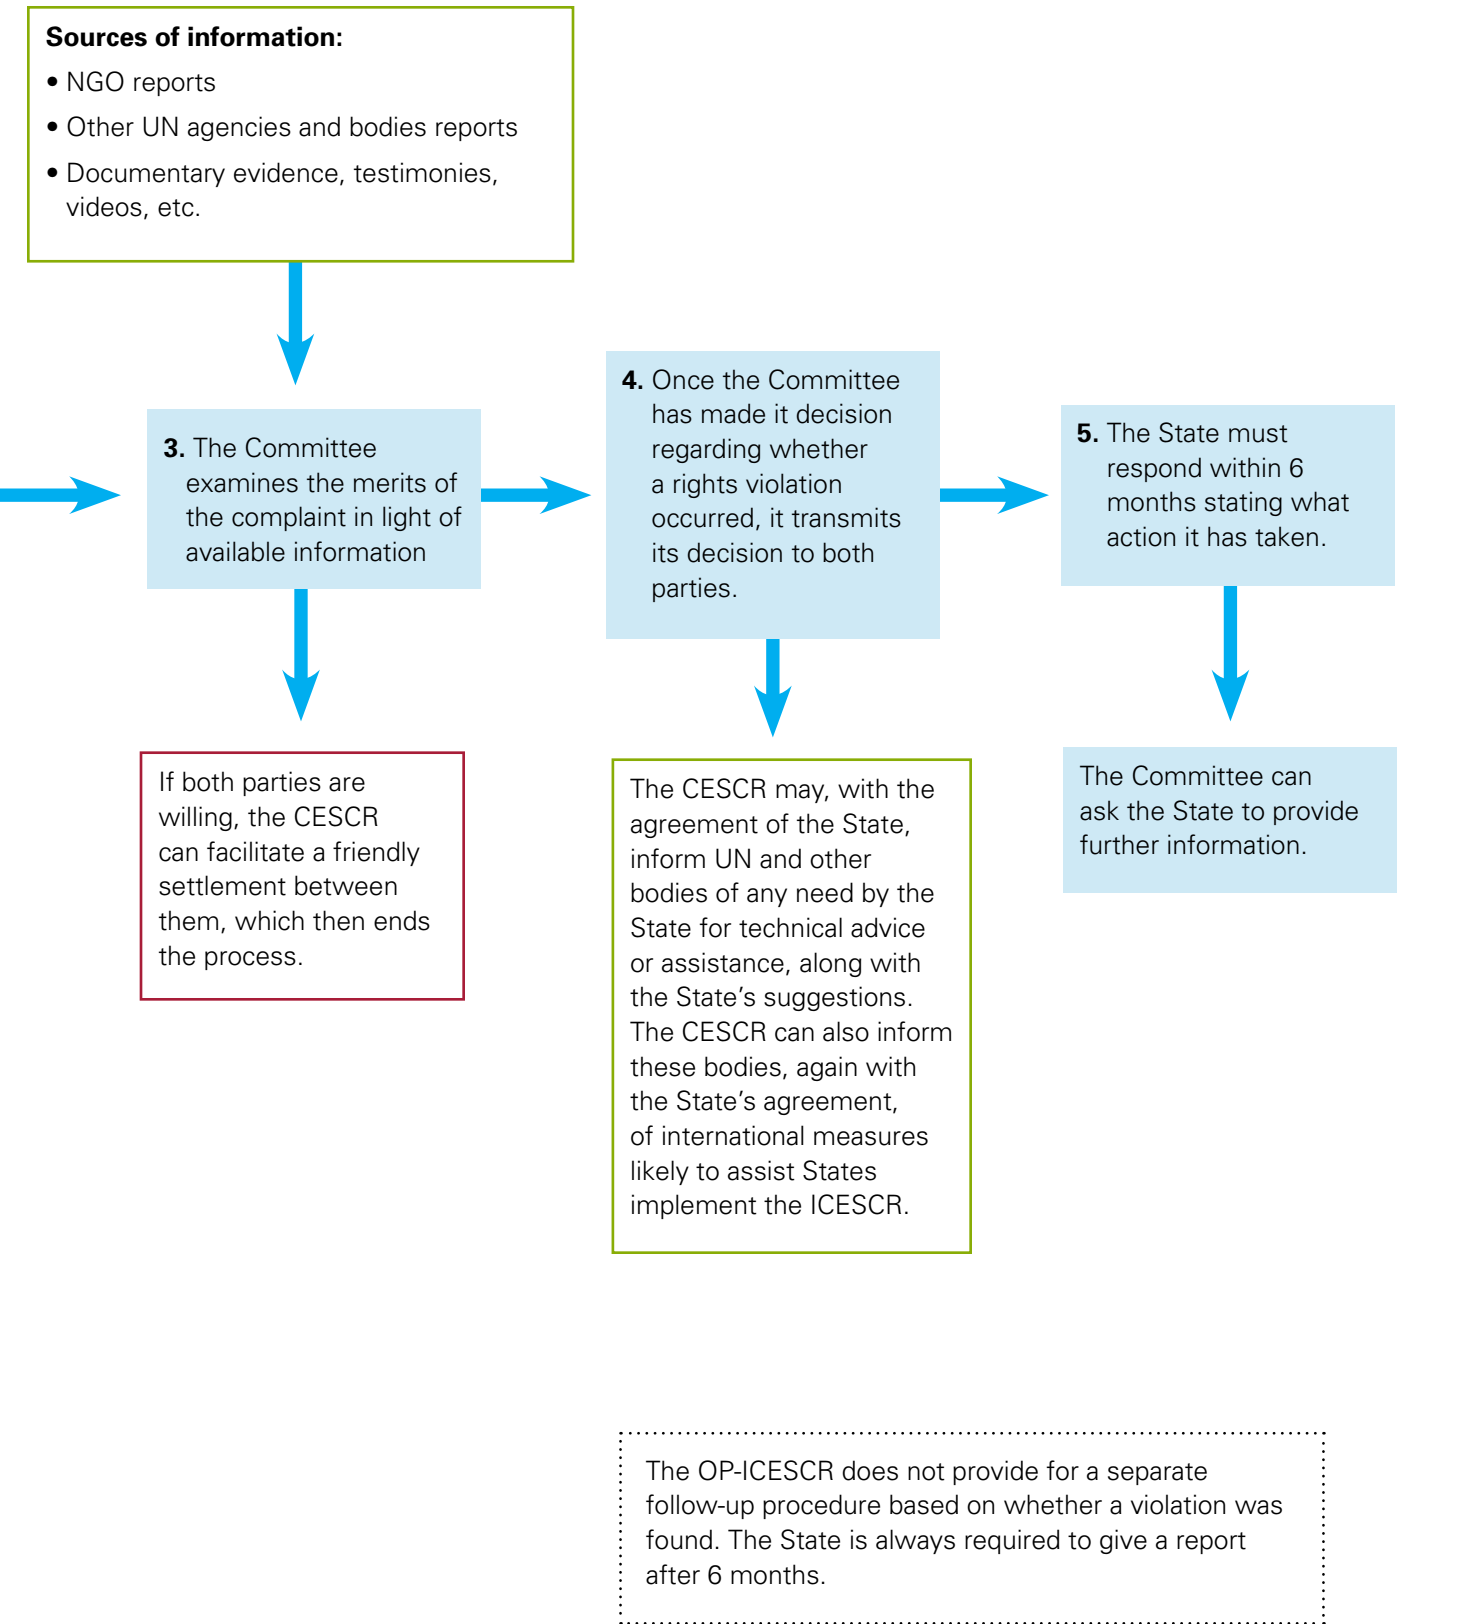 Sources of information:
• NGO reports
• Other UN agencies and bodies reports
• Documentary evidence, testimonies,
videos, etc.
3. The Committee
examines the merits of
the complaint in light of
available information
4. Once the Committee
has made it decision
regarding whether
a rights violation
occurred, it transmits
its decision to both
parties.
5. The State must
respond within 6
months stating what
action it has taken.
If both parties are
willing, the CESCR
can facilitate a friendly
settlement between
them, which then ends
the process.
The CESCR may, with the
agreement of the State,
inform UN and other
bodies of any need by the
State for technical advice
or assistance, along with
the State’s suggestions.
The CESCR can also inform
these bodies, again with
the State’s agreement,
of international measures
likely to assist States
implement the ICESCR.
The Committee can
ask the State to provide
further information.
The OP-ICESCR does not provide for a separate
follow-up procedure based on whether a violation was
found. The State is always required to give a report
after 6 months.